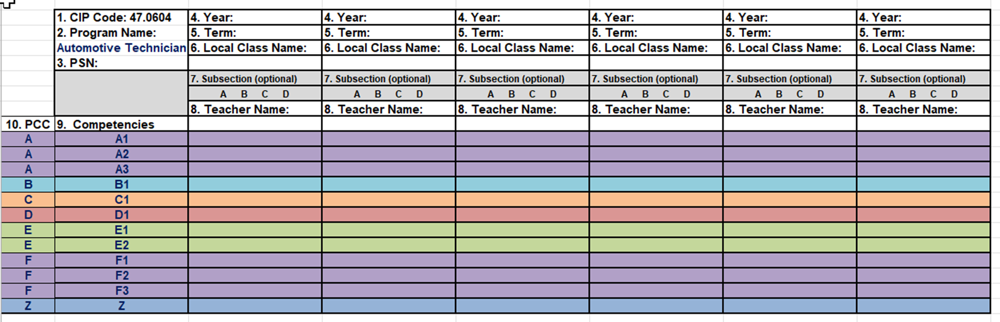 1. CIP Code: 47.0604 4. Year: 4. Year: 4. Year: 4. Year: 4. Year: 4. Year:
2. Program Name: 5. Term: 5. Term: 5. Term: 5. Term: 5. Term: 5. Term:
Automotive Technician 6. Local Class Name: 6. Local Class Name: 6. Local Class Name: 6. Local Class Name: 6. Local Class Name: 6. Local Class Name:
3. PSN:
7. Subsection (optional) 7. Subsection (optional) 7. Subsection (optional) 7. Subsection (optional) 7. Subsection (optional) 7. Subsection (optional)
A B C D A B C D A B C D A B C D A B C D A B C D
8. Teacher Name: 8. Teacher Name: 8. Teacher Name: 8. Teacher Name: 8. Teacher Name: 8. Teacher Name:
10. PCC 9. Competencies
A A1
A A2
A A3
B B1
C C1
D D1
E E1
E E2
F F1
F F2
F F3
Z Z